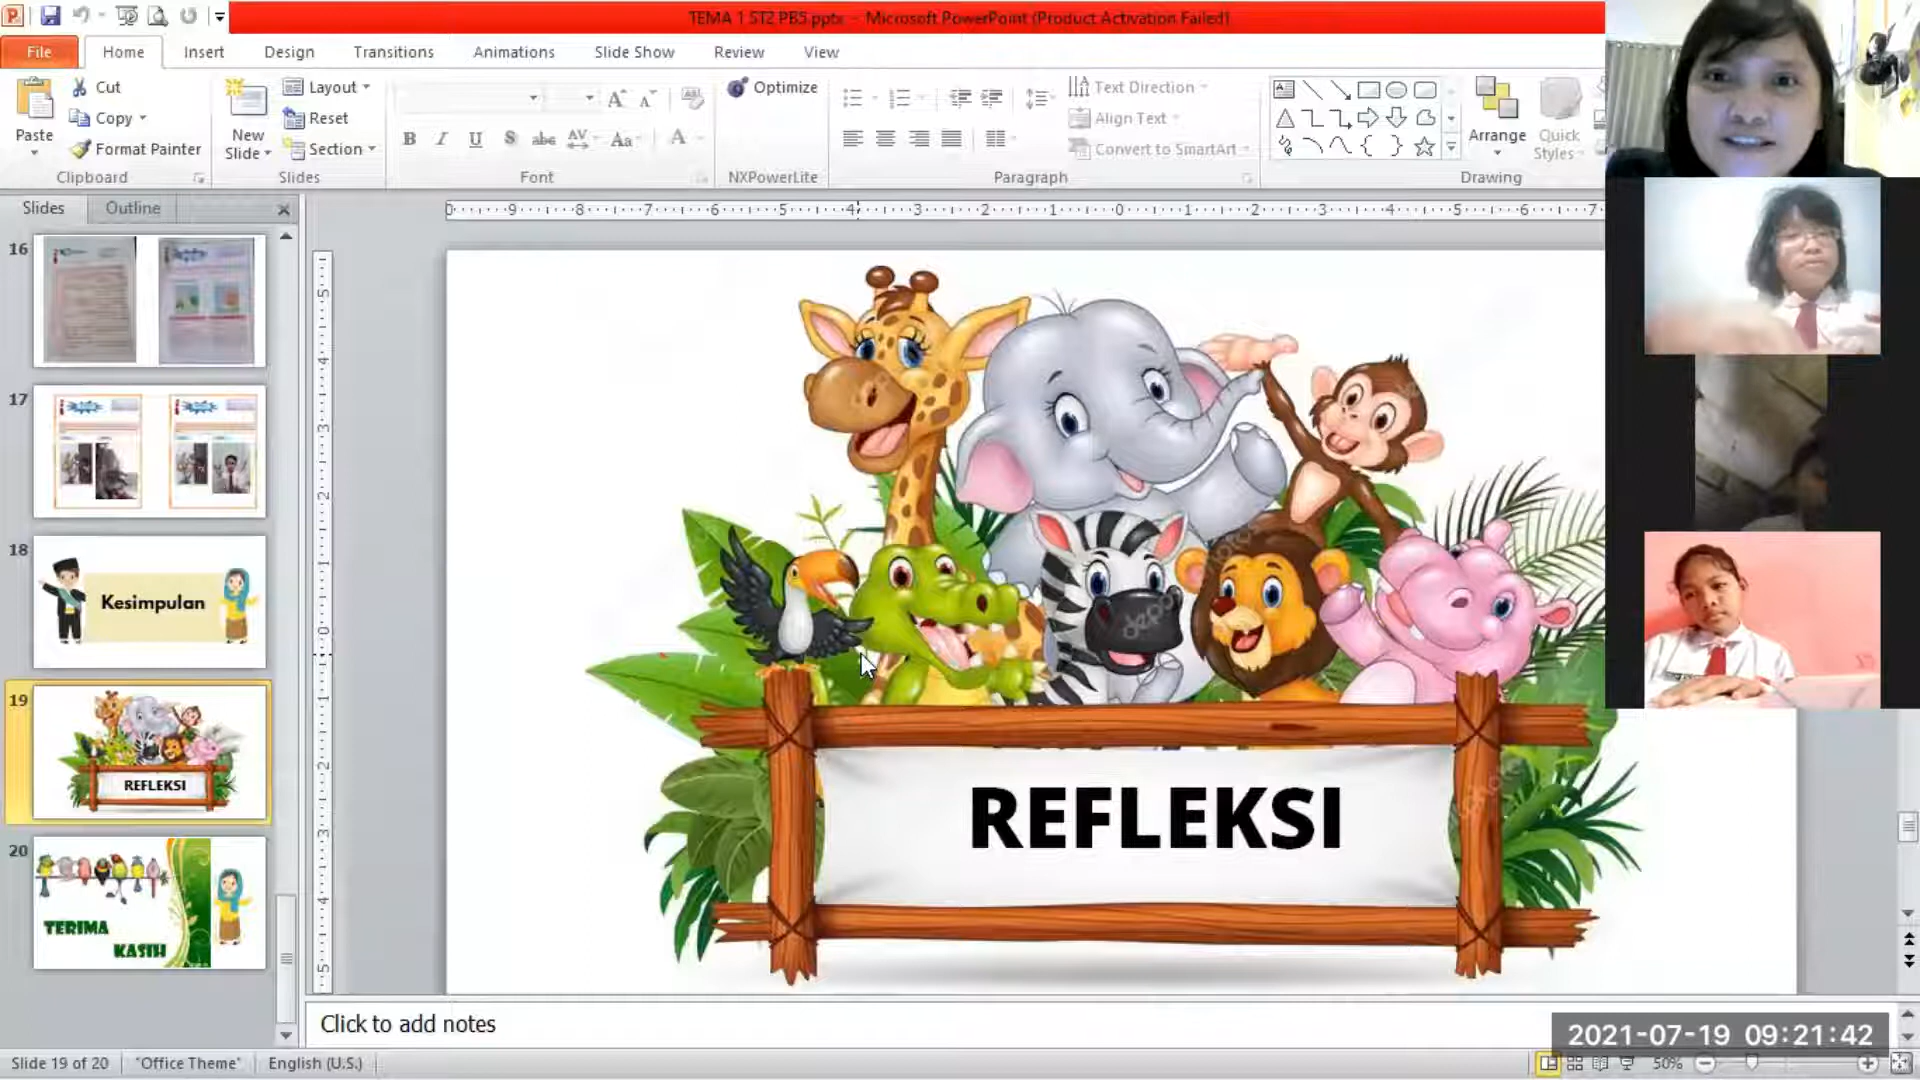 TEMA 1 ST2 PB5.pptx - Microsoft PowerPoint (Product Activation Failed)
File Home Insert Design Transitions Animations Slide Show Review View
Paste
Cut
Copy
Format Painter
Clipboard
New
Slide
Layout
Reset
Section
Slides
Font
Optimize
NXPowerLite
Text Direction
Align Text
Convert to SmartArt
Paragraph
Arrange
Quick
Styles
Drawing
Slides Outline
16
17
18
Kesimpulan
19
REFLEKSI
20
TERIMA
KASIH
REFLEKSI
Click to add notes
2021-07-19 09:21:42
Slide 19 of 20 "Office Theme" English (U.S.) 50%